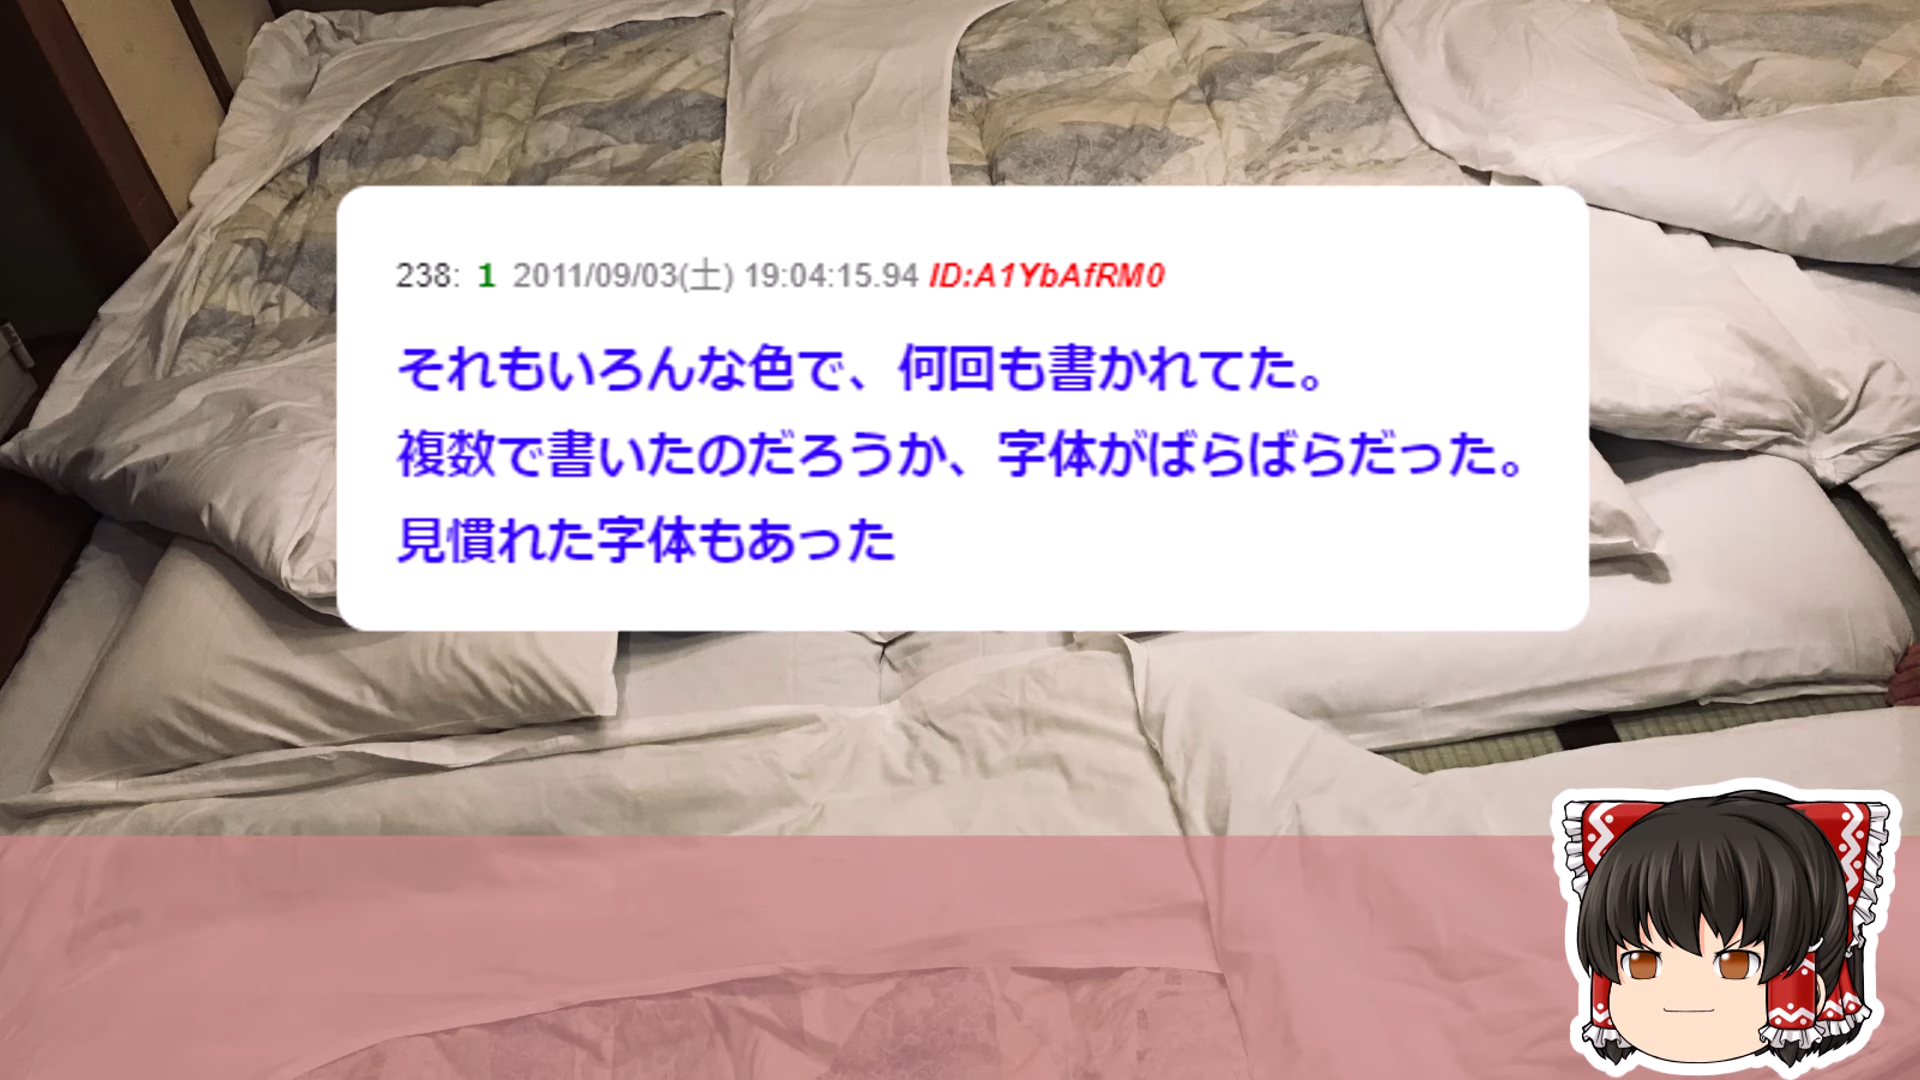 238: 1 2011/09/03(土) 19:04:15.94 ID:A1YbAfRM0
それもいろんな色で、何回も書かれてた。
複数で書いたのだろうか、字体がばらばらだった。
見慣れた字体もあった